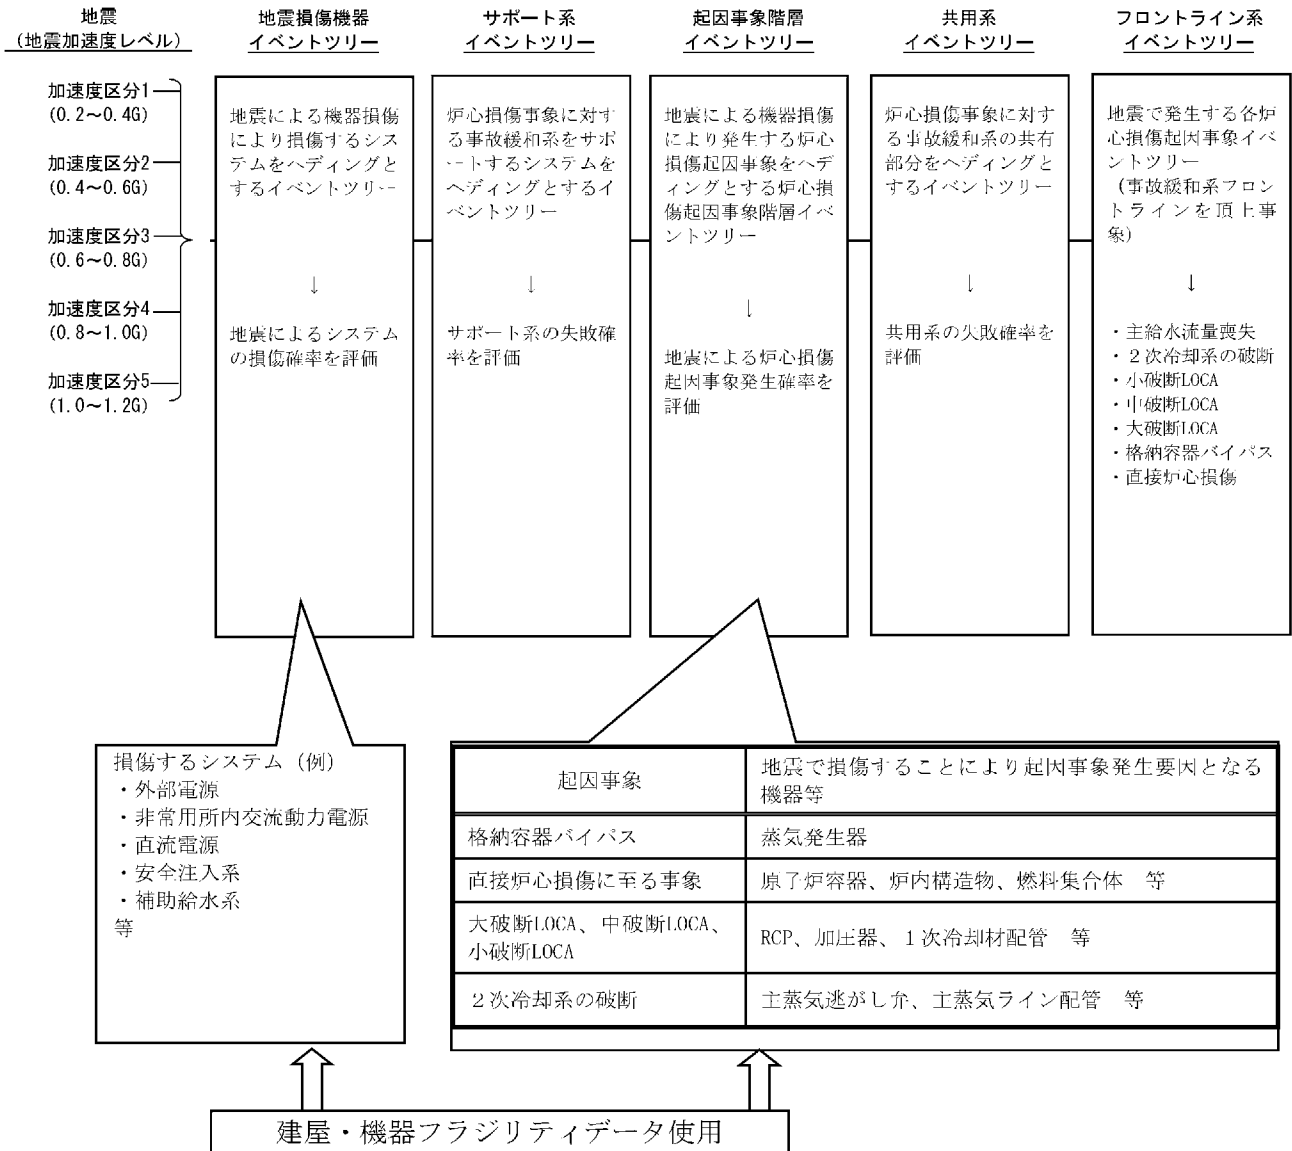 地震
(地震加速度レベル)
加速度区分1
(0.2～0.4G)
加速度区分2
(0.4～0.6G)
加速度区分3
(0.6～0.8G)
加速度区分4
(0.8～1.0G)
加速度区分5
(1.0～1.2G)
地震損傷機器
イベントツリー
地震による機器損傷
により損傷するシス
テムをヘディングと
するイベントツリー
↓
地震によるシステム
の損傷確率を評価
サポート系
イベントツリー
炉心損傷事象に対す
る事故緩和系をサポ
ートするシステムを
ヘディングとするイ
ベントツリー
↓
サポート系の失敗確
率を評価
起因事象階層
イベントツリー
地震による機器損傷
により発生する炉心
損傷起因事象をヘデ
ィングとする炉心損
傷起因事象階層イベ
ントツリー
↓
地震による炉心損傷
起因事象発生確率を
評価
共用系
イベントツリー
炉心損傷事象に対す
る事故緩和系の共有
部分をヘディングと
するイベントツリー
↓
共用系の失敗確率を
評価
フロントライン系
イベントツリー
地震で発生する各炉
心損傷起因事象イベ
ントツリー
（事故緩和系フロン
トラインを頂上事
象）
↓
・主給水流量喪失
・２次冷却系の破断
・小破断LOCA
・中破断LOCA
・大破断LOCA
・格納容器バイパス
・直接炉心損傷
損傷するシステム（例）
・外部電源
・非常用所内交流動力電源
・直流電源
・安全注入系
・補助給水系
等
起因事象
地震で損傷することにより起因事象発生要因となる
機器等
格納容器バイパス
蒸気発生器
直接炉心損傷に至る事象
原子炉容器、炉内構造物、燃料集合体　等
大破断LOCA、中破断LOCA、
小破断LOCA
RCP、加圧器、１次冷却材配管　等
２次冷却系の破断
主蒸気逃がし弁、主蒸気ライン配管　等
建屋・機器フラジリティデータ使用